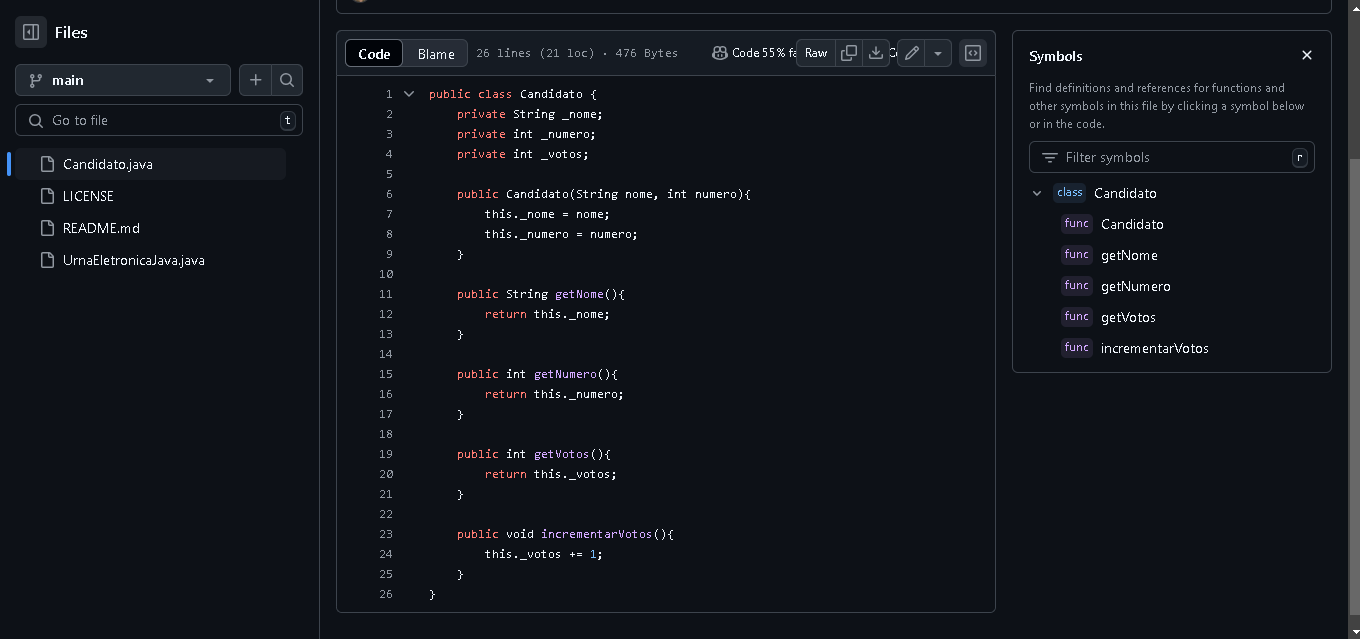 Files
main
Go to file
t
Candidato.java
LICENSE
README.md
UrnaEletronicaJava.java
Code
Blame
26 lines (21 loc) · 476 Bytes
Code 55% fa
Raw
1 public class Candidato {
2 private String _nome;
3 private int _numero;
4 private int _votos;
5
6 public Candidato(String nome, int numero){
7 this._nome = nome;
8 this._numero = numero;
9 }
10
11 public String getNome(){
12 return this._nome;
13 }
14
15 public int getNumero(){
16 return this._numero;
17 }
18
19 public int getVotos(){
20 return this._votos;
21 }
22
23 public void incrementarVotos(){
24 this._votos += 1;
25 }
26 }
Symbols
Find definitions and references for functions and
other symbols in this file by clicking a symbol below
or in the code.
Filter symbols
r
class Candidato
func Candidato
func getNome
func getNumero
func getVotos
func incrementarVotos